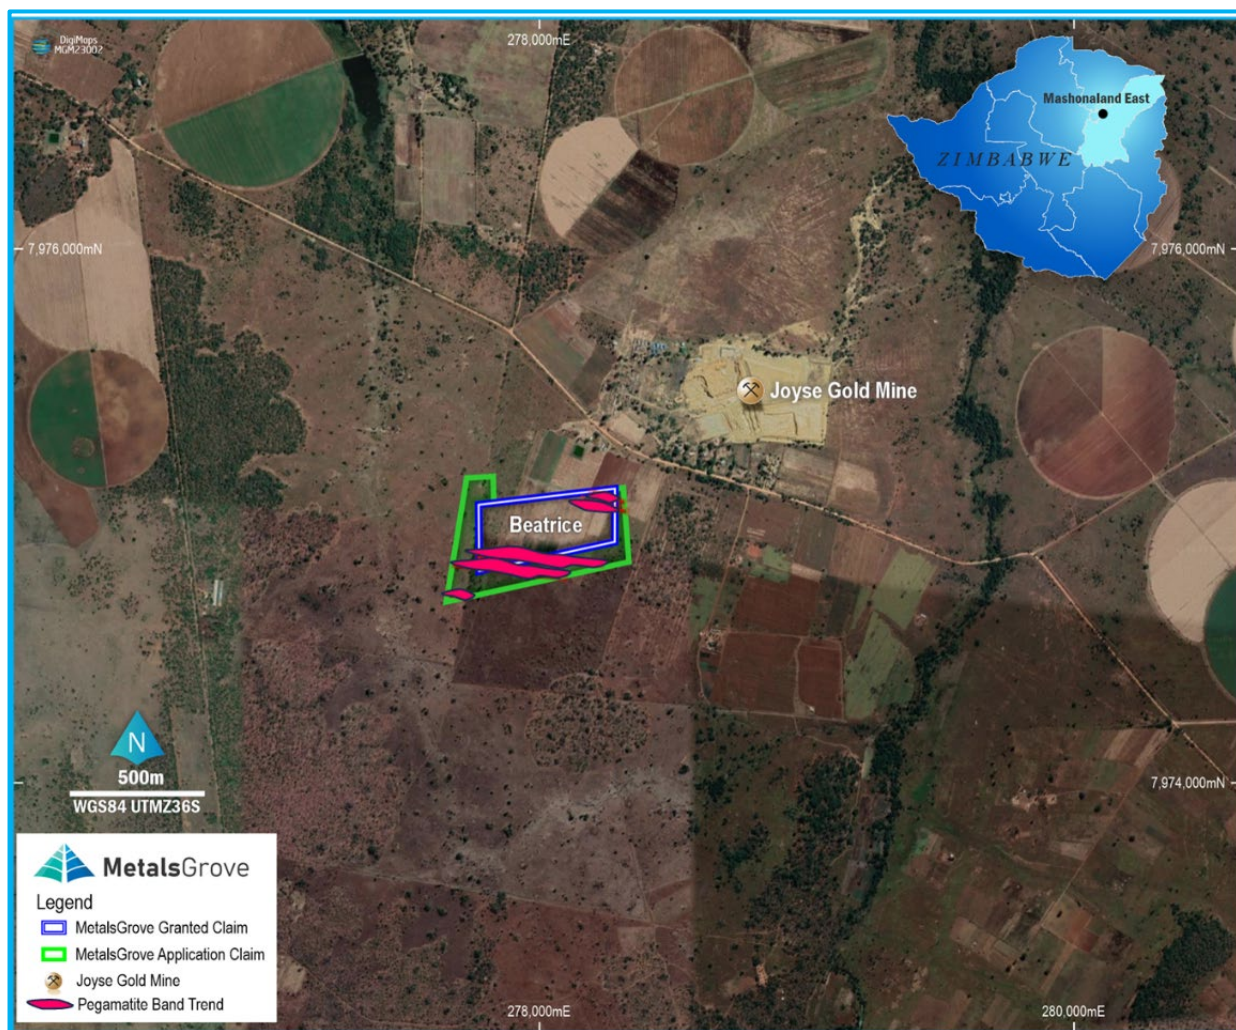 DigiMaps
MGM23002
278,000mE
Mashonaland East
ZIMBABWE
7,976,000mN
7,976,000mN
Joyse Gold Mine
Beatrice
N
500m
WGS84 UTMZ36S
7,974,000mN
MetalsGrove
Legend
MetalsGrove Granted Claim
MetalsGrove Application Claim
Joyse Gold Mine
Pegamatite Band Trend
278,000mE
280,000mE